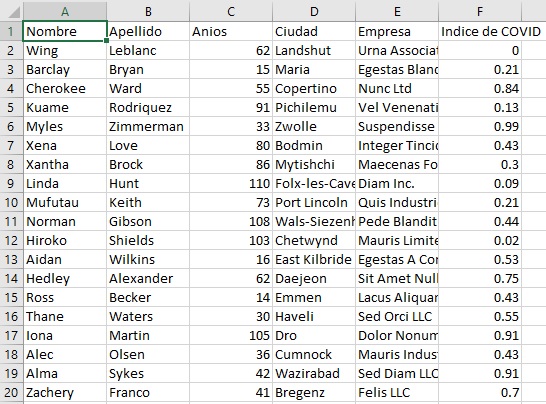 A B C D E F
1 Nombre Apellido Anios Ciudad Empresa Indice de COVID
2 Wing Leblanc 62 Landshut Urna Associat 0
3 Barclay Bryan 15 Maria Egestas Blanc 0.21
4 Cherokee Ward 55 Copertino Nunc Ltd 0.84
5 Kuame Rodriquez 91 Pichilemu Vel Venenati 0.13
6 Myles Zimmerman 33 Zwolle Suspendisse 0.99
7 Xena Love 80 Bodmin Integer Tincid 0.43
8 Xantha Brock 86 Mytishchi Maecenas Fo 0.3
9 Linda Hunt 110 Folx-les-Cave Diam Inc. 0.09
10 Mufutau Keith 73 Port Lincoln Quis Industri 0.21
11 Norman Gibson 108 Wals-Siezenh Pede Blandit 0.44
12 Hiroko Shields 103 Chetwynd Mauris Limite 0.02
13 Aidan Wilkins 16 East Kilbride Egestas A Cor 0.53
14 Hedley Alexander 62 Daejeon Sit Amet Null 0.75
15 Ross Becker 14 Emmen Lacus Aliquar 0.43
16 Thane Waters 30 Haveli Sed Orci LLC 0.55
17 Iona Martin 105 Dro Dolor Nonum 0.91
18 Alec Olsen 36 Cumnock Mauris Indus 0.43
19 Alma Sykes 42 Wazirabad Sed Diam LLC 0.91
20 Zachery Franco 41 Bregenz Felis LLC 0.7